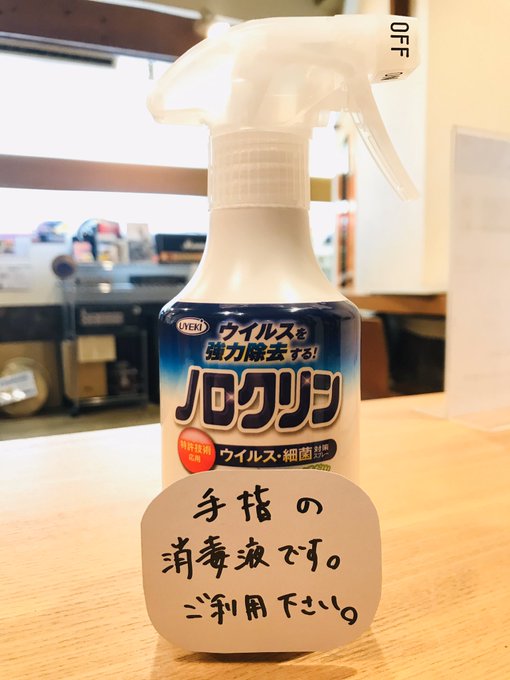 OFF
UYEKI
ウイルスを
強力除去する!
ノロクリン
特許技術
応用
ウイルス・細菌対策
スプレー
手指の
消毒液です。
ご利用下さい。